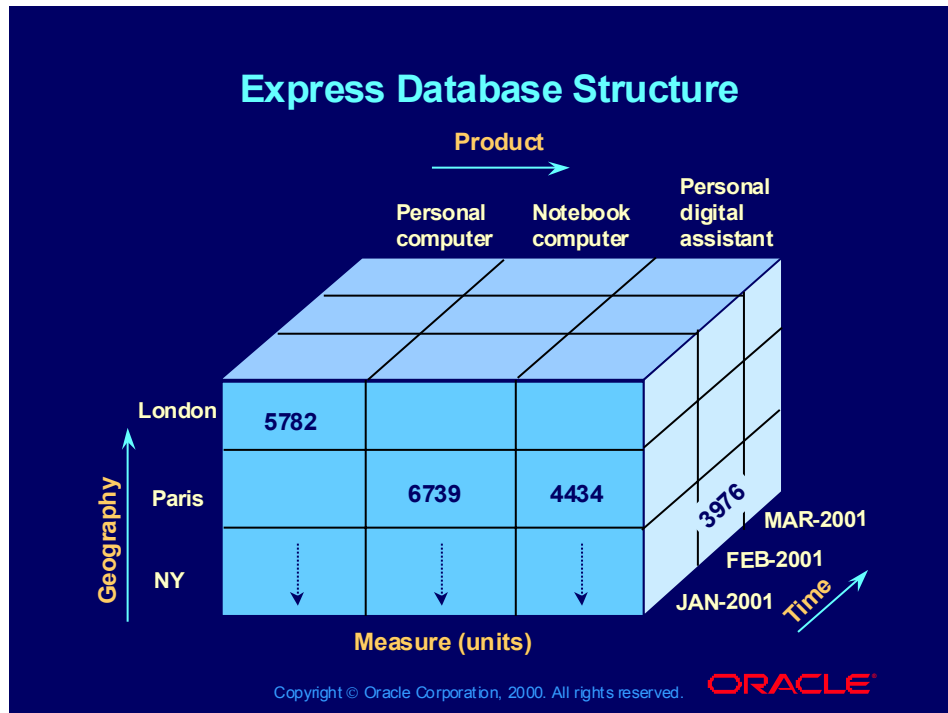 Express Database Structure
Product
Personal
computer
Notebook
computer
Personal
digital
assistant
London
5782
Paris
6739
4434
NY
3976
MAR-2001
FEB-2001
JAN-2001
Geography
Time
Measure (units)
Copyright © Oracle Corporation, 2000. All rights reserved.
ORACLE